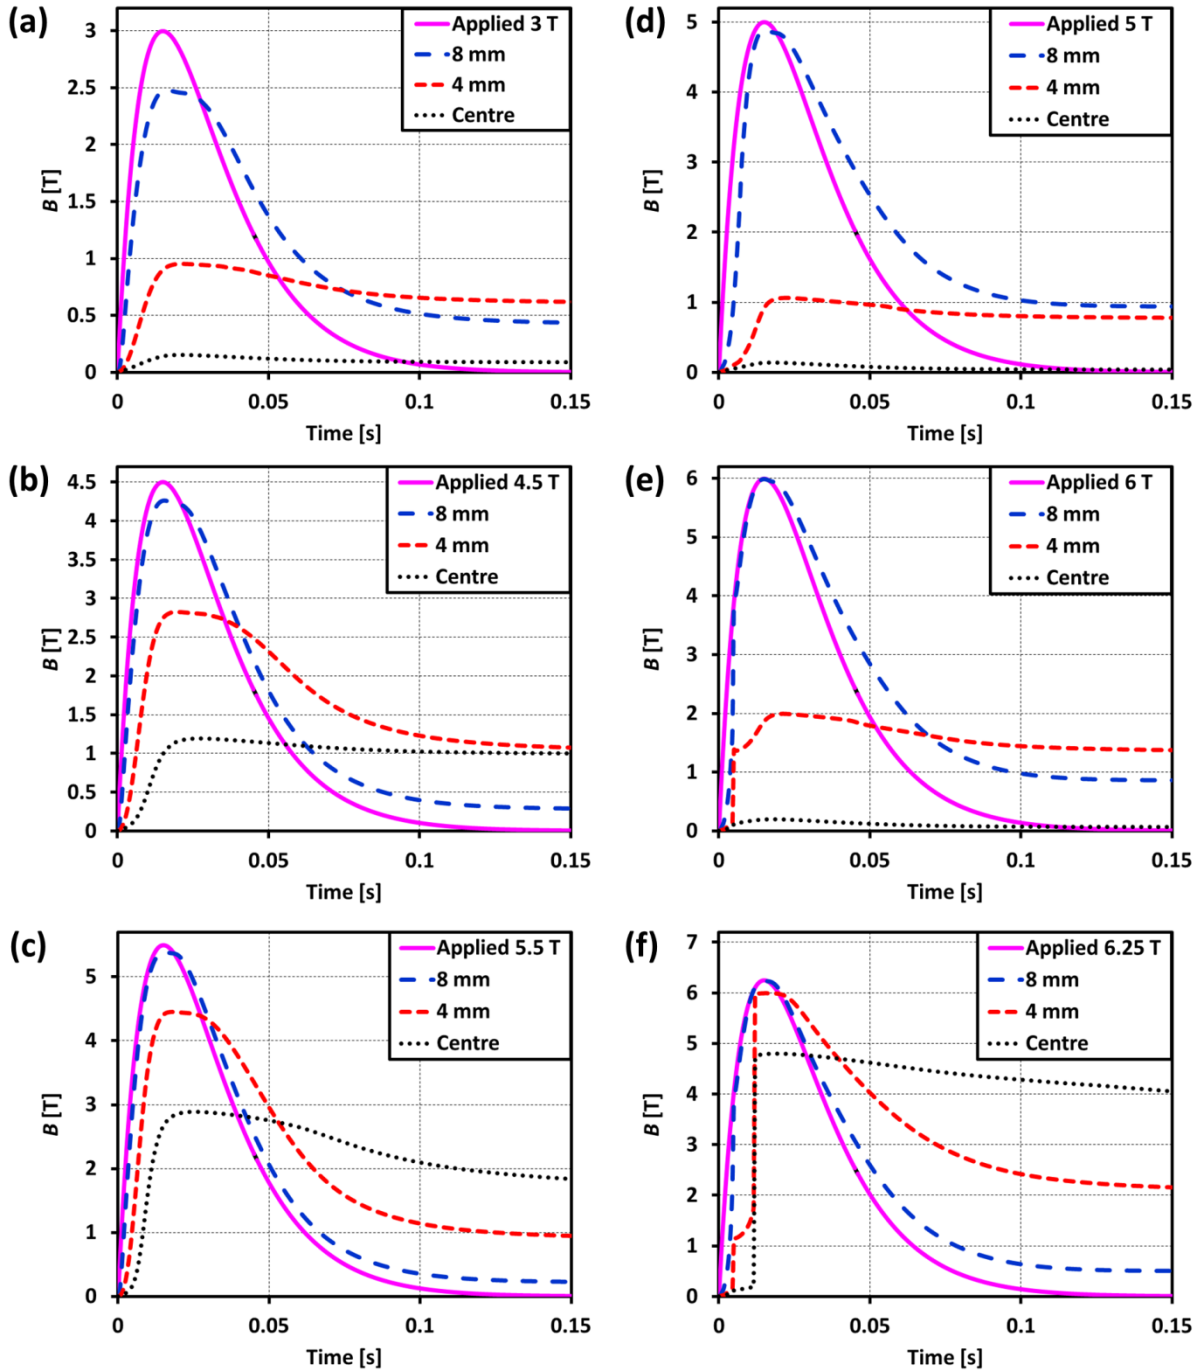 (a)
3
2.5
2
1.5
1
0.5
0
B [T]
Applied 3 T
8 mm
4 mm
Centre
0 0.05 0.1 0.15
Time [s]
(d)
5
4
3
2
1
0
B [T]
Applied 5 T
8 mm
4 mm
Centre
0 0.05 0.1 0.15
Time [s]
(b)
4.5
4
3.5
3
2.5
2
1.5
1
0.5
0
B [T]
Applied 4.5 T
8 mm
4 mm
Centre
0 0.05 0.1 0.15
Time [s]
(e)
6
5
4
3
2
1
0
B [T]
Applied 6 T
8 mm
4 mm
Centre
0 0.05 0.1 0.15
Time [s]
(c)
5
4
3
2
1
0
B [T]
Applied 5.5 T
8 mm
4 mm
Centre
0 0.05 0.1 0.15
Time [s]
(f)
7
6
5
4
3
2
1
0
B [T]
Applied 6.25 T
8 mm
4 mm
Centre
0 0.05 0.1 0.15
Time [s]